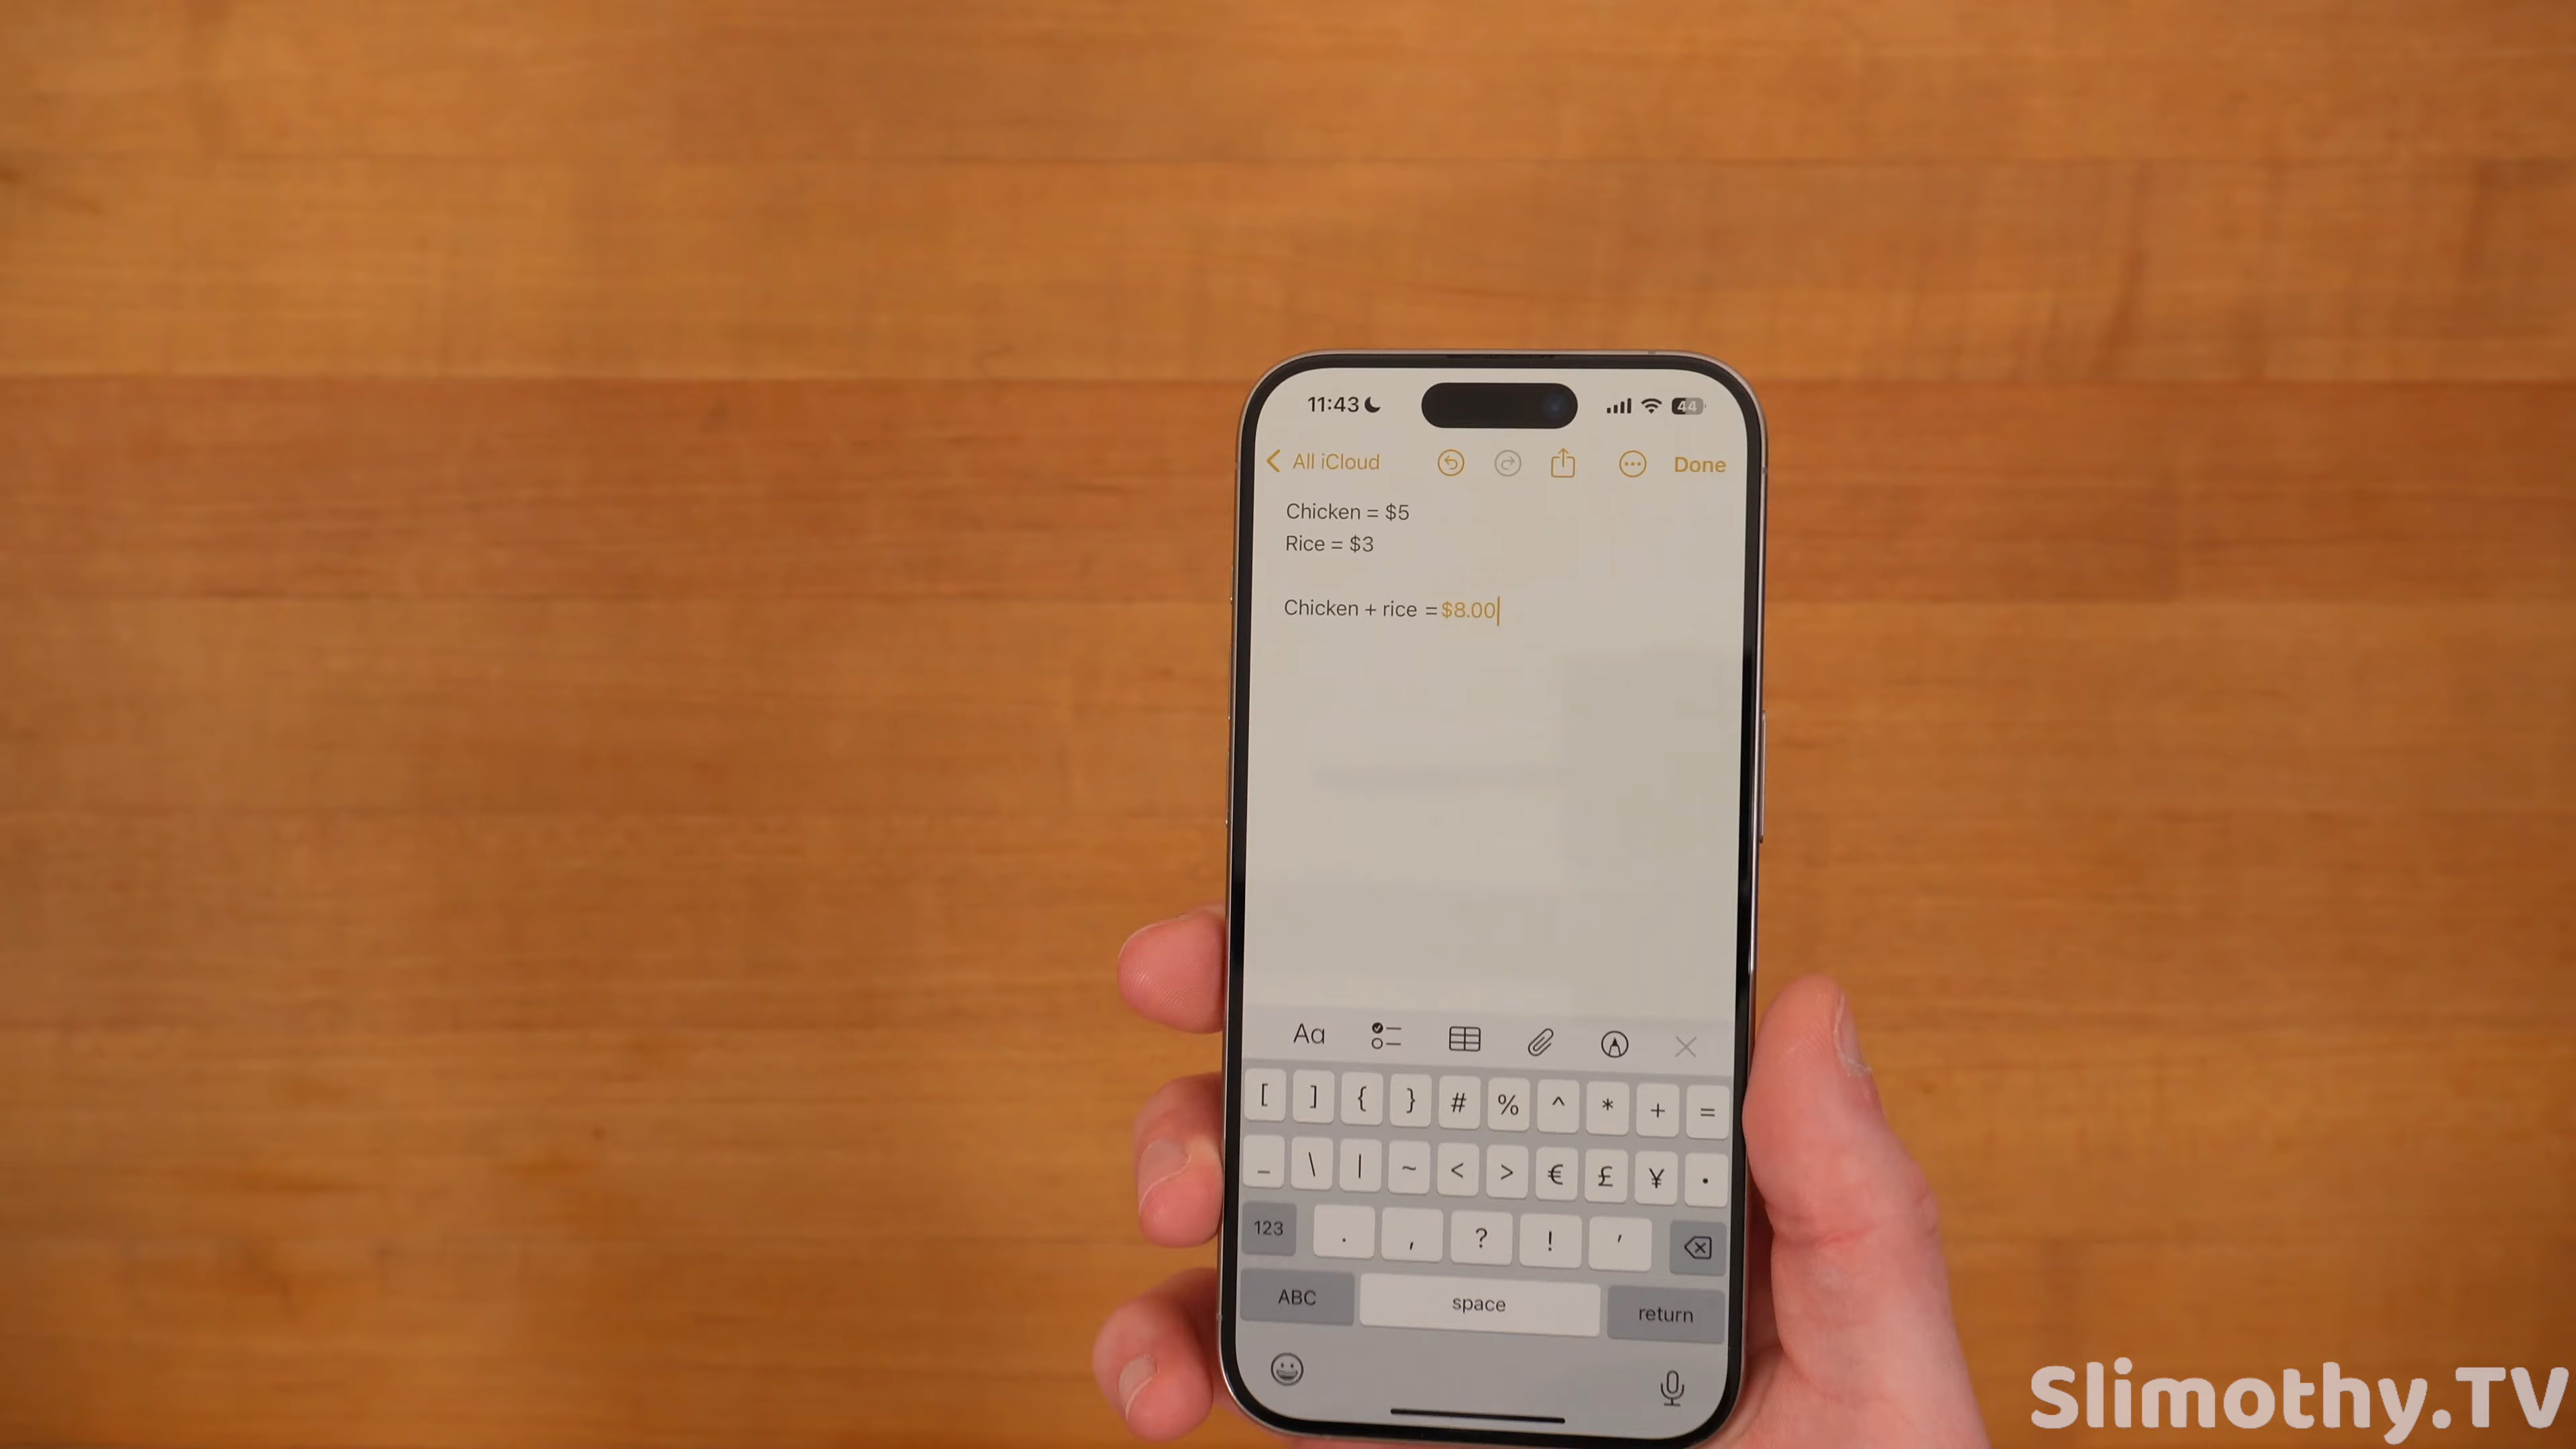 11:43
44
All iCloud
Done
Chicken = $5
Rice = $3
Chicken + rice = $8.00
Aa
[ ] { } # % ^ * + =
_ \ | ~ < > € £ ¥ •
123 . , ? ! '
ABC space return
Slimothy.TV